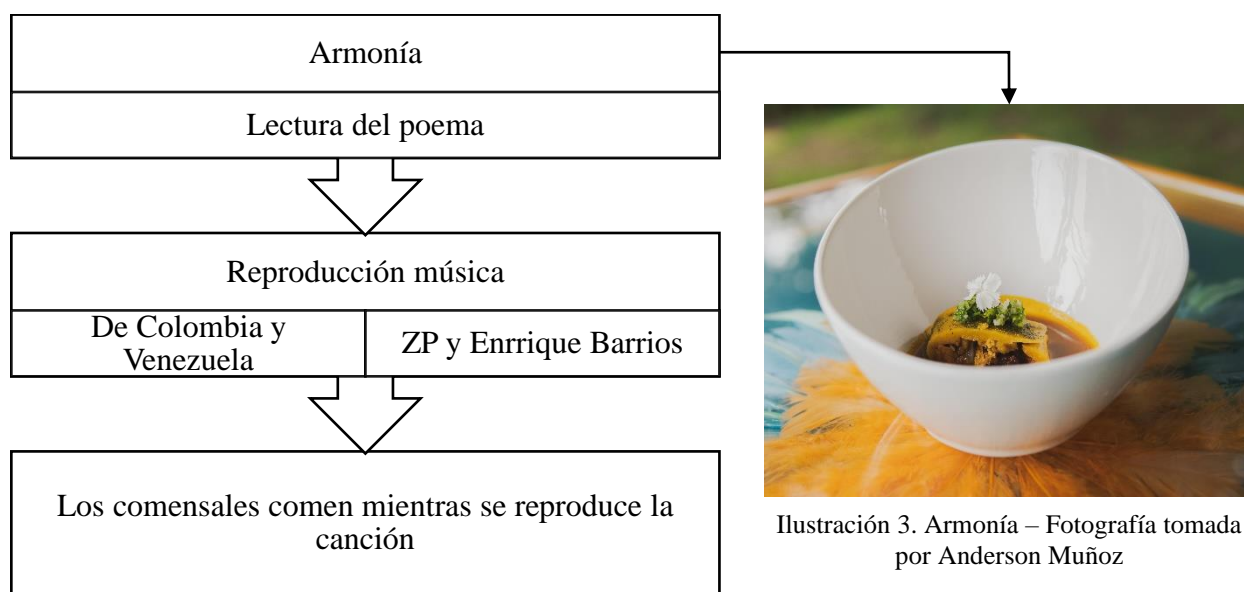 Armonía
Lectura del poema
Reproducción música
De Colombia y
Venezuela
ZP y Enrrique Barrios
Los comensales comen mientras se reproduce la
canción
Ilustración 3. Armonía – Fotografía tomada
por Anderson Muñoz